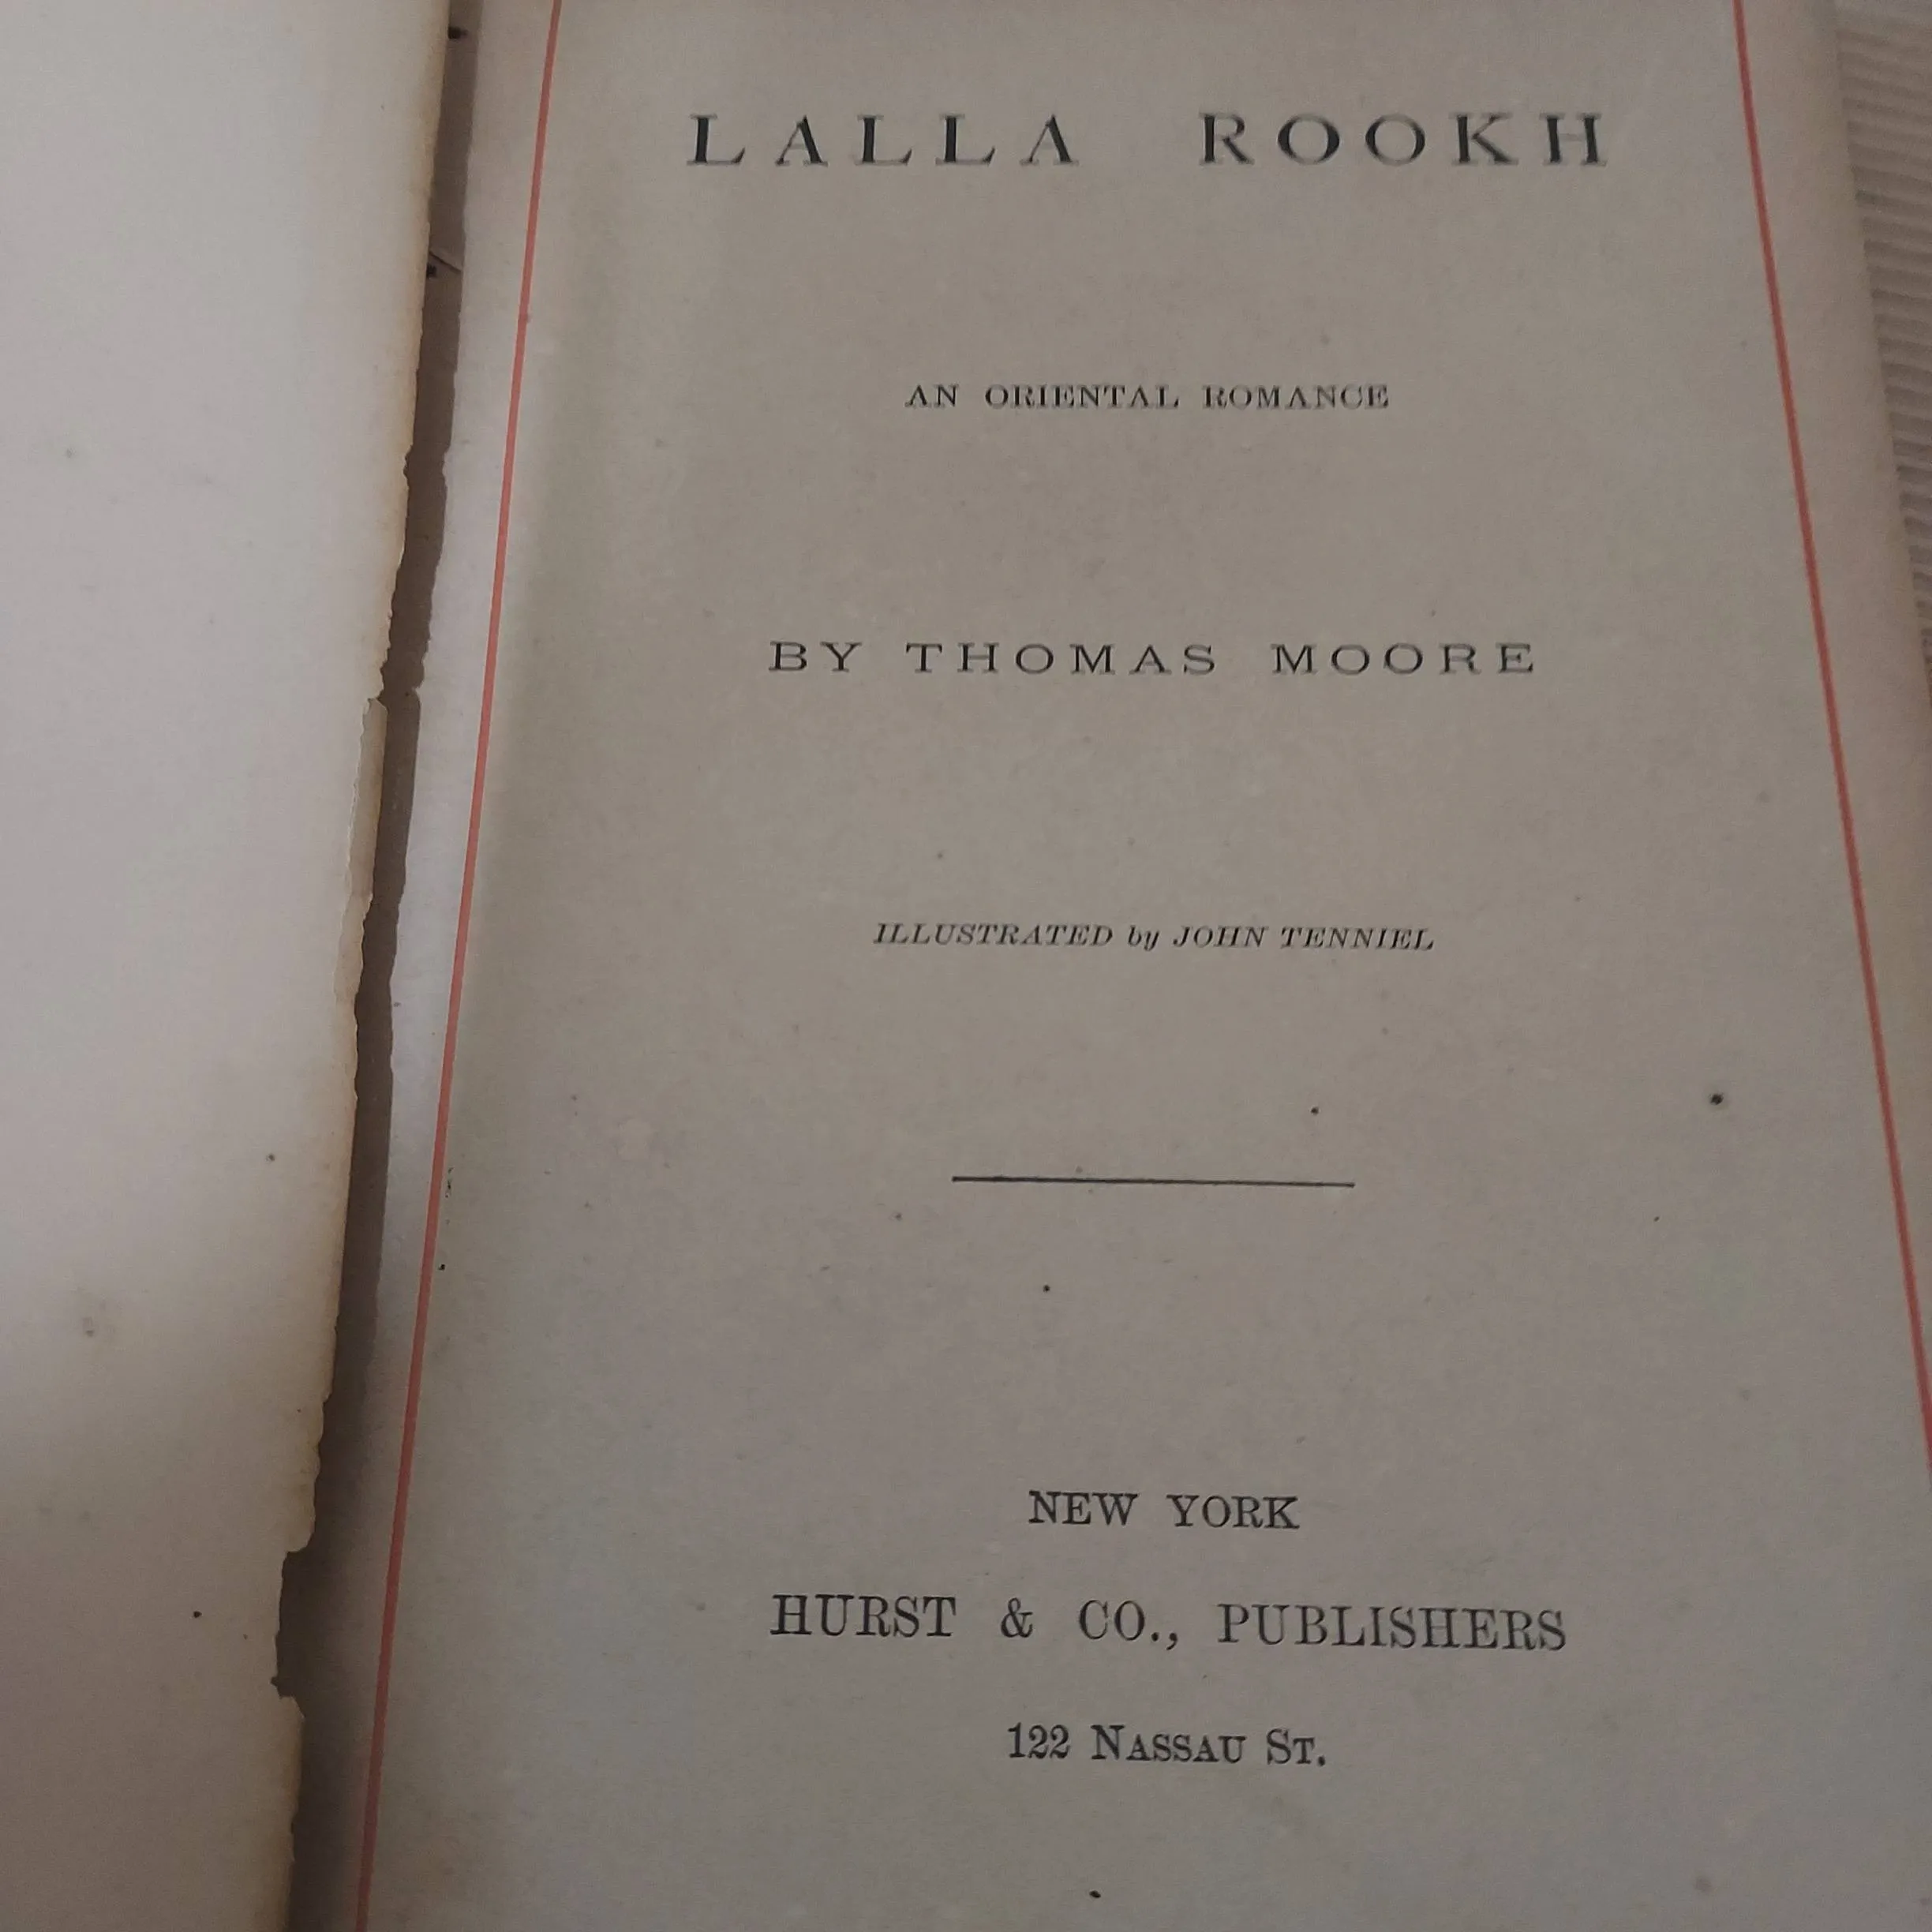 LALLA ROOKH
AN ORIENTAL ROMANCE
BY THOMAS MOORE
ILLUSTRATED by JOHN TENNIEL
NEW YORK
HURST & CO., PUBLISHERS
122 NASSAU ST.